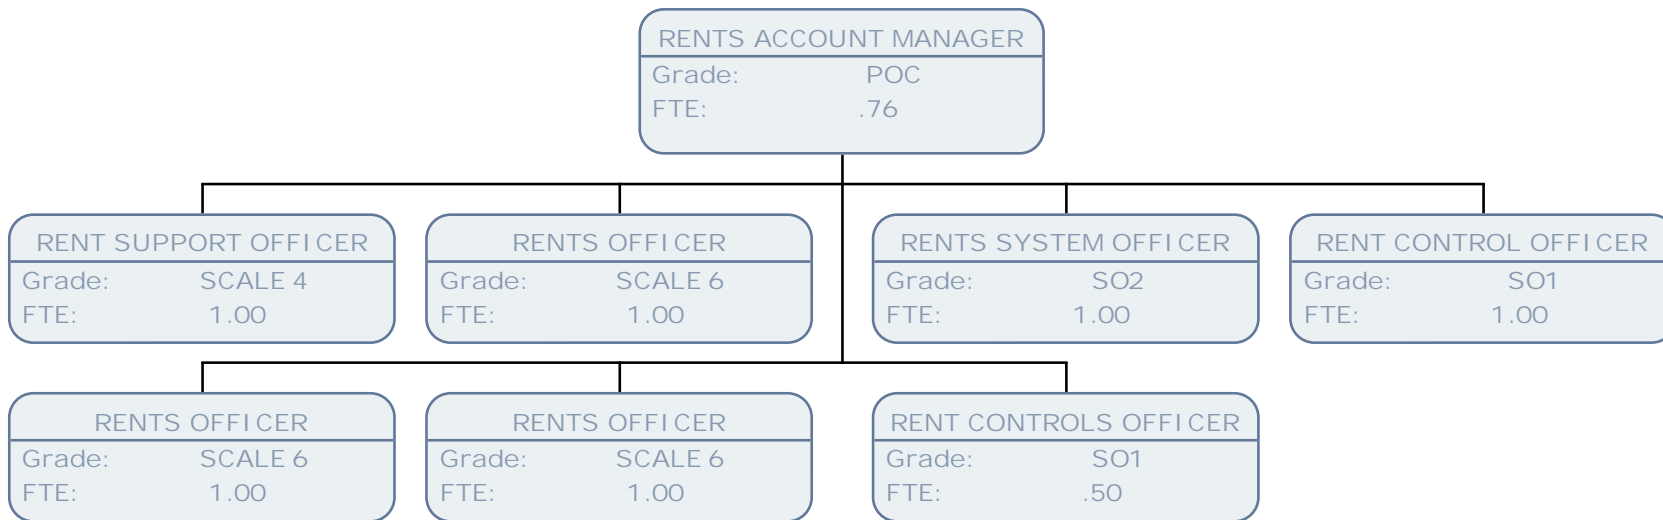 RENTS ACCOUNT MANAGER
Grade: POC
FTE: .76
RENT SUPPORT OFFICER
Grade: SCALE 4
FTE: 1.00
RENTS OFFICER
Grade: SCALE 6
FTE: 1.00
RENTS SYSTEM OFFICER
Grade: SO2
FTE: 1.00
RENT CONTROL OFFICER
Grade: SO1
FTE: 1.00
RENTS OFFICER
Grade: SCALE 6
FTE: 1.00
RENTS OFFICER
Grade: SCALE 6
FTE: 1.00
RENT CONTROLS OFFICER
Grade: SO1
FTE: .50